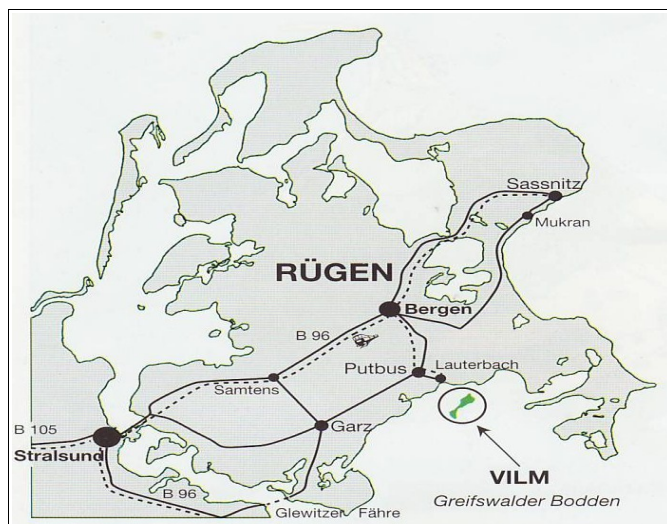 Sassnitz
Mukran
RÜGEN
Bergen
B 96
Putbus
Lauterbach
Samtens
Garz
B 105
Stralsund
VILM
B 96
Greifswalder Bodden
Glewitzer Fähre